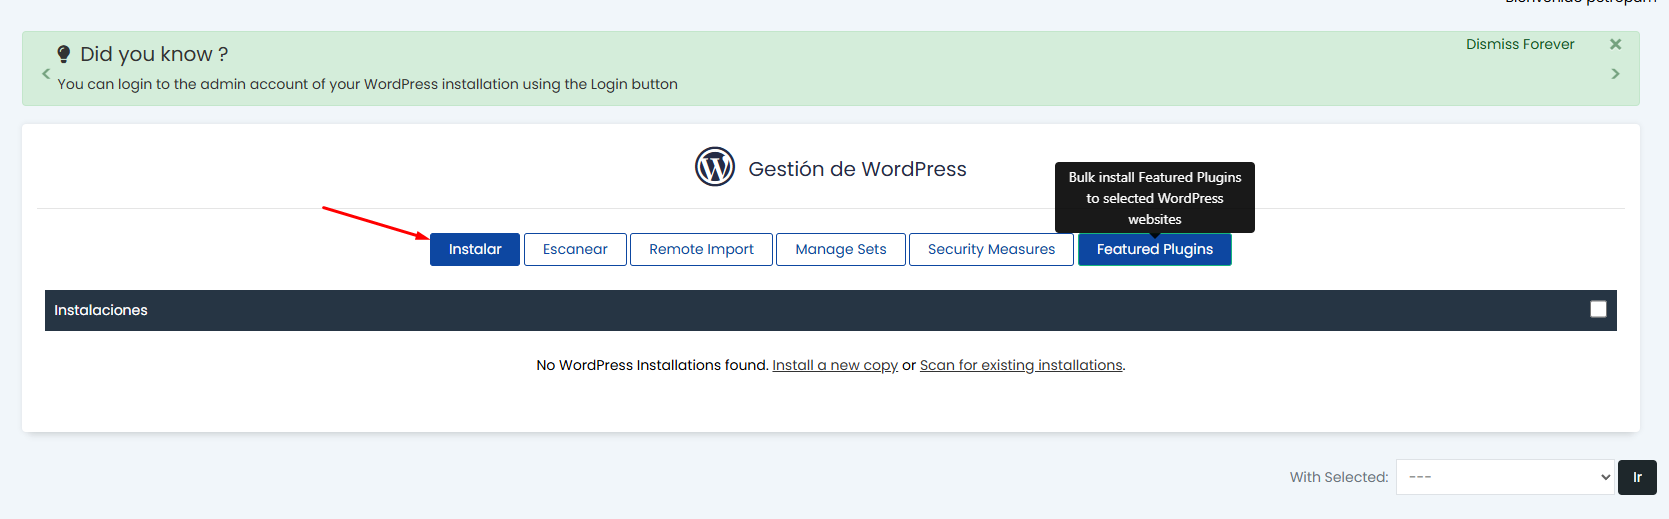 Did you know ?
Dismiss Forever
You can login to the admin account of your WordPress installation using the Login button
Gestión de WordPress
Bulk install Featured Plugins
to selected WordPress
websites
Instalar
Escanear
Remote Import
Manage Sets
Security Measures
Featured Plugins
Instalaciones
No WordPress Installations found. Install a new copy or Scan for existing installations.
With Selected:
---
Ir